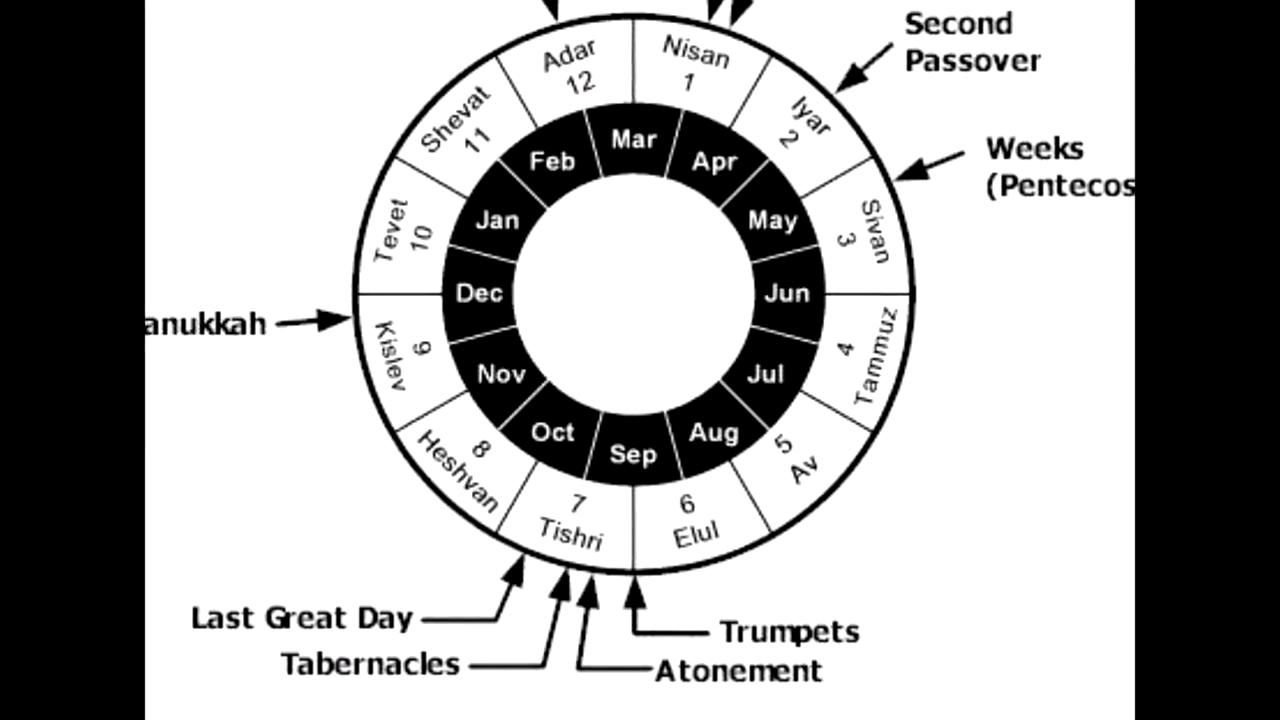 Second
Passover
Weeks
(Pentecos
anukkah
Adar
12
Nisan
1
Iyar
2
Sivan
3
Tammuz
4
Av
5
Elul
6
Tishri
7
Heshvan
8
Kislev
9
Tevet
10
Shevat
11
Mar
Apr
May
Jun
Jul
Aug
Sep
Oct
Nov
Dec
Jan
Feb
Last Great Day
Tabernacles
Trumpets
Atonement